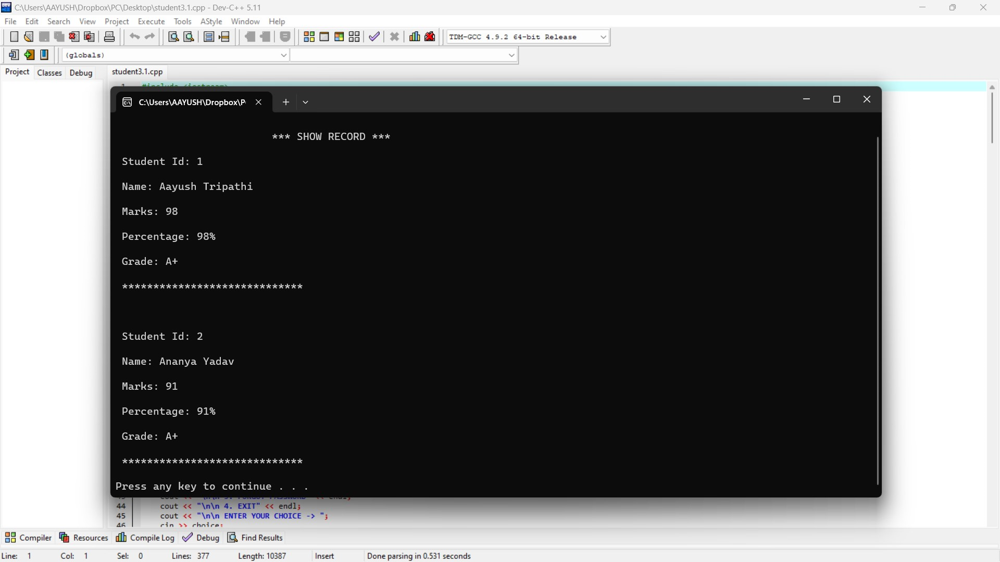 C:\Users\AAYUSH\Dropbox\PC\Desktop\student3.1.cpp - Dev-C++ 5.11
File Edit Search View Project Execute Tools AStyle Window Help
TDM-GCC 4.9.2 64-bit Release
(globals)
Project Classes Debug student3.1.cpp
1 #include <iostream>
C:\Users\AAYUSH\Dropbox\P
*** SHOW RECORD ***
Student Id: 1
Name: Aayush Tripathi
Marks: 98
Percentage: 98%
Grade: A+
*****************************
Student Id: 2
Name: Ananya Yadav
Marks: 91
Percentage: 91%
Grade: A+
*****************************
Press any key to continue . . .
44 cout << "\n\n 4. EXIT" << endl;
45 cout << "\n\n ENTER YOUR CHOICE -> ";
46 cin >> choice;
Compiler Resources Compile Log Debug Find Results
Line: 1 Col: 1 Sel: 0 Lines: 377 Length: 10387 Insert Done parsing in 0.531 seconds